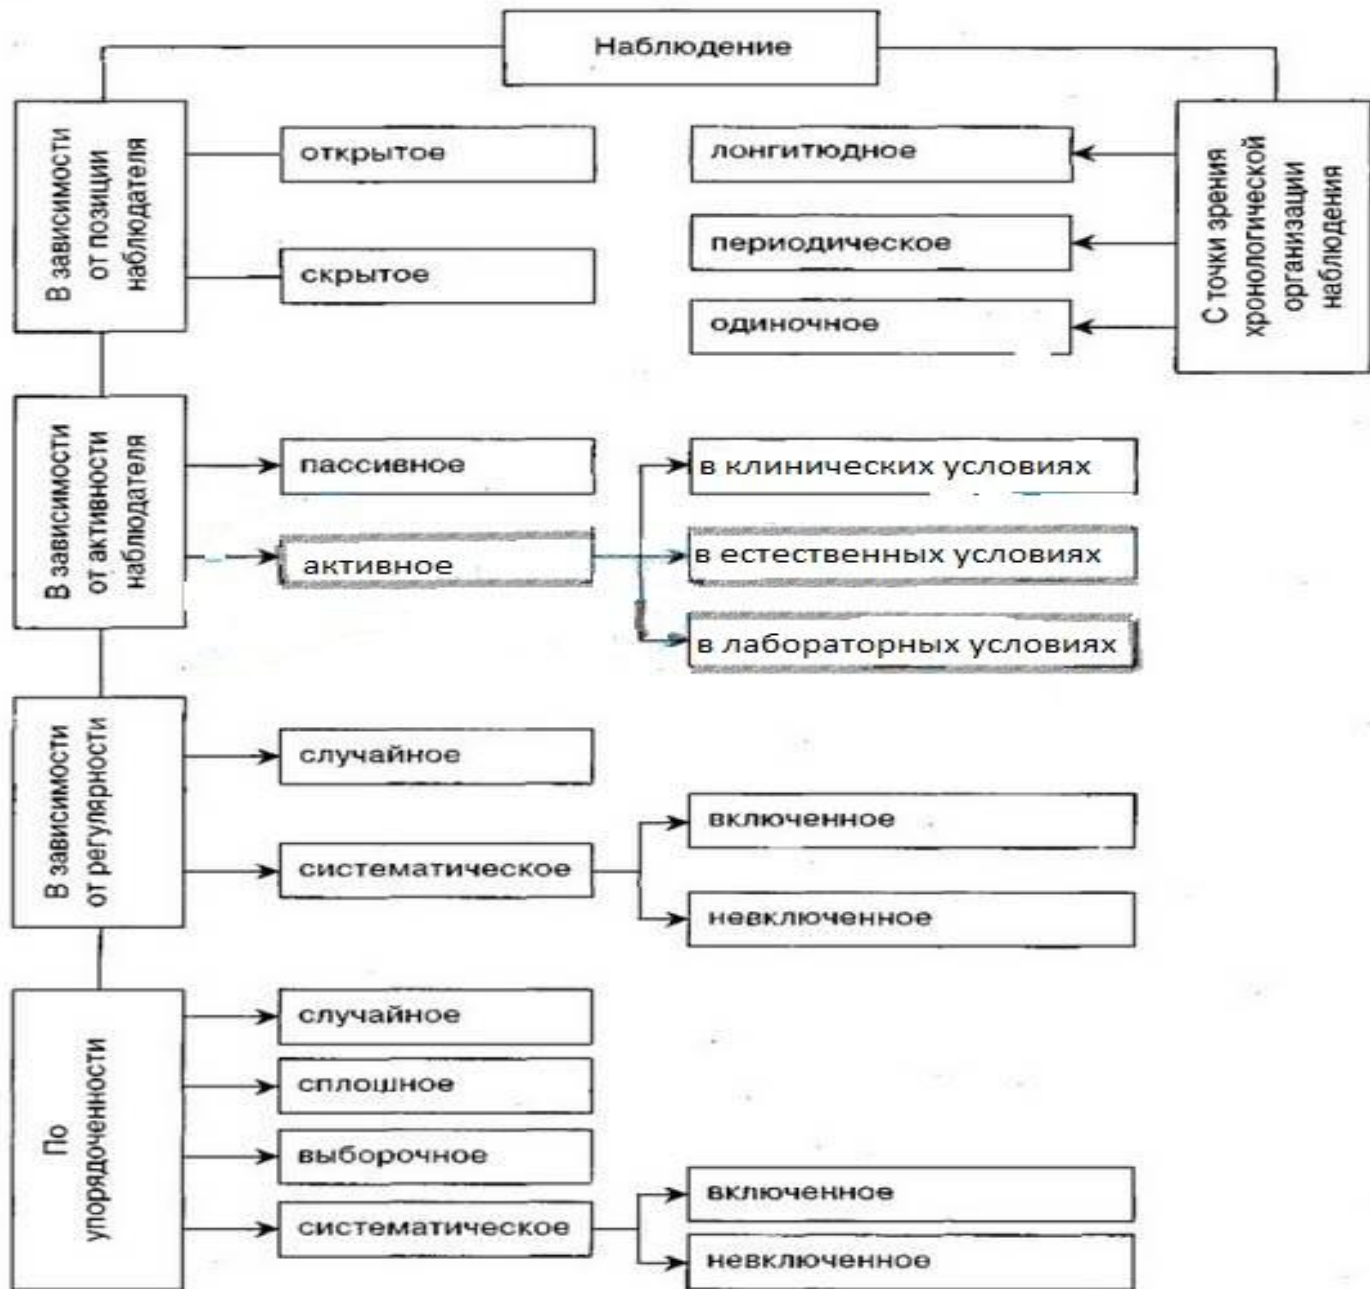 Наблюдение
В зависимости
от позиции
наблюдателя
открытое
скрытое
С точки зрения
хронологической
организации
наблюдения
лонгитюдное
периодическое
одиночное
В зависимости
от активности
наблюдателя
пассивное
активное
в клинических условиях
в естественных условиях
в лабораторных условиях
В зависимости
от регулярности
случайное
систематическое
включенное
невключенное
По
упорядоченности
случайное
сплошное
выборочное
систематическое
включенное
невключенное